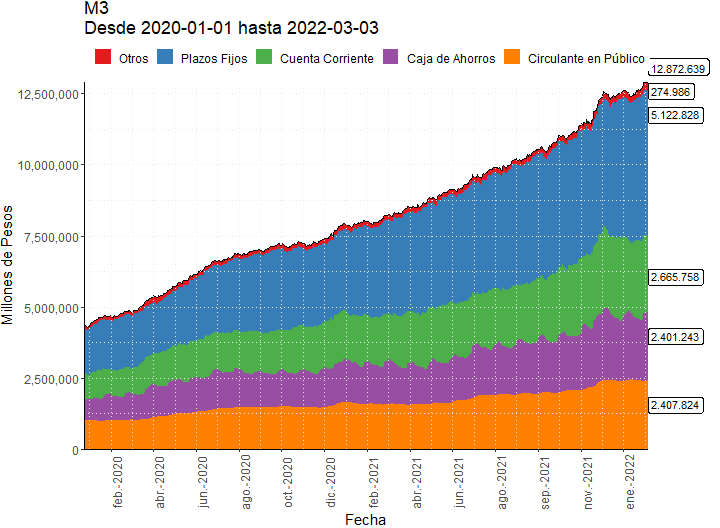 M3
Desde 2020-01-01 hasta 2022-03-03
Otros Plazos Fijos Cuenta Corriente Caja de Ahorros Circulante en Público
12.872.639
274.986
5.122.828
2.665.758
2.401.243
2.407.824
Millones de Pesos
12,500,000
10,000,000
7,500,000
5,000,000
2,500,000
0
feb.-2020 abr.-2020 jun.-2020 ago.-2020 oct.-2020 dic.-2020 feb.-2021 abr.-2021 jun.-2021 ago.-2021 sep.-2021 nov.-2021 ene.-2022
Fecha